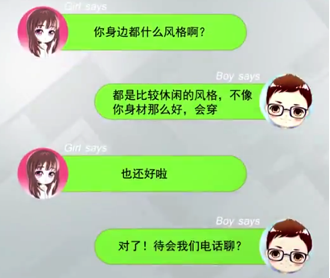 Girl says
你身边都什么风格啊？
Boy says
都是比较休闲的风格，不像
你身材那么好，会穿
Girl says
也还好啦
Boy says
对了！待会我们电话聊？